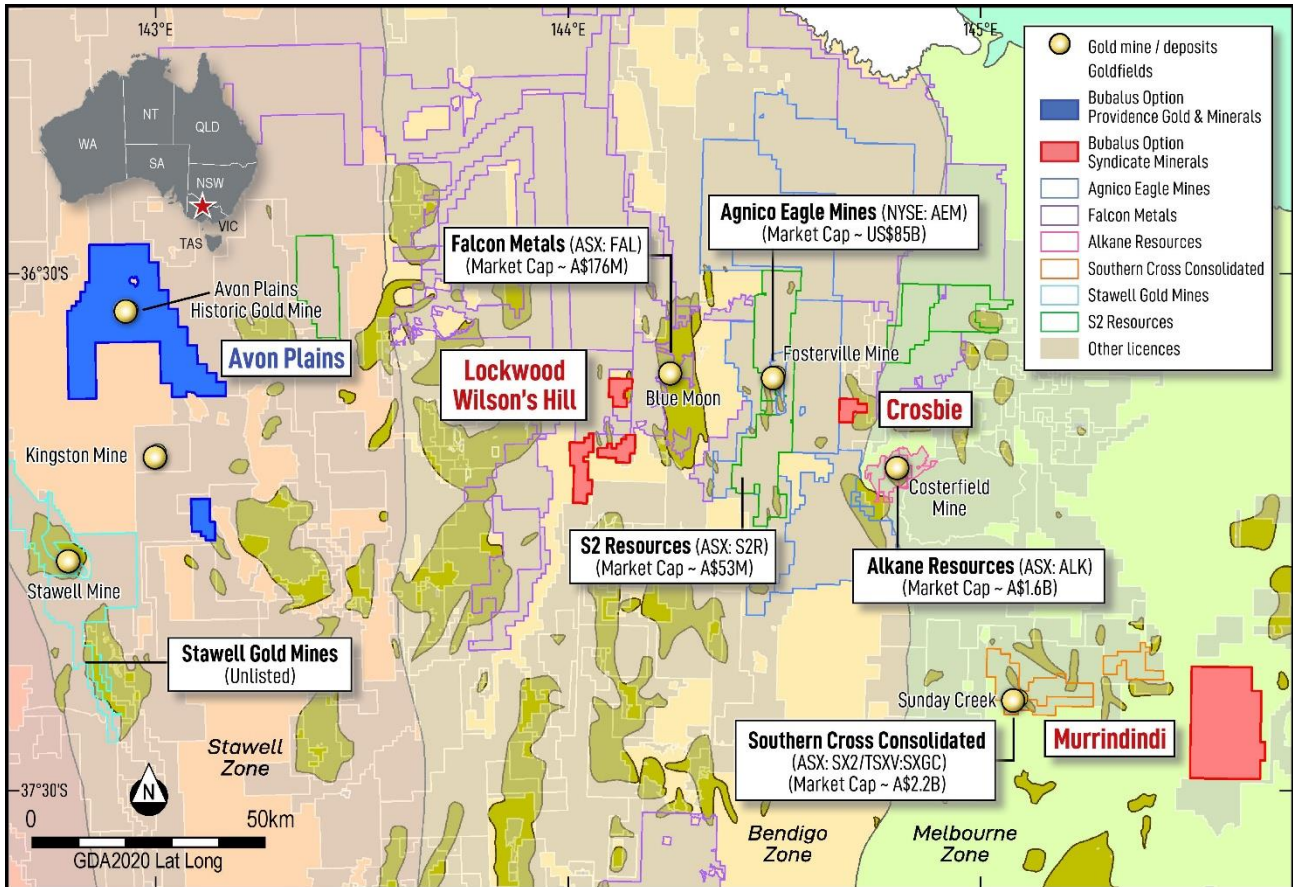 143°E
144°E
145°E
36°30'S
37°30'S
WA
NT
QLD
SA
NSW
VIC
TAS
Gold mine / deposits
Goldfields
Bubalus Option
Providence Gold & Minerals
Bubalus Option
Syndicate Minerals
Agnico Eagle Mines
Falcon Metals
Alkane Resources
Southern Cross Consolidated
Stawell Gold Mines
S2 Resources
Other licences
Agnico Eagle Mines (NYSE: AEM)
(Market Cap ~ US$85B)
Falcon Metals (ASX: FAL)
(Market Cap ~ A$176M)
Avon Plains
Historic Gold Mine
Avon Plains
Lockwood
Wilson's Hill
Blue Moon
Fosterville Mine
Crosbie
Kingston Mine
Costerfield
Mine
S2 Resources (ASX: S2R)
(Market Cap ~ A$53M)
Alkane Resources (ASX: ALK)
(Market Cap ~ A$1.6B)
Stawell Mine
Stawell Gold Mines
(Unlisted)
Sunday Creek
Southern Cross Consolidated
(ASX: SX2/TSXV:SXGC)
(Market Cap ~ A$2.2B)
Murrindindi
Stawell
Zone
Bendigo
Zone
Melbourne
Zone
N
0
50km
GDA2020 Lat Long